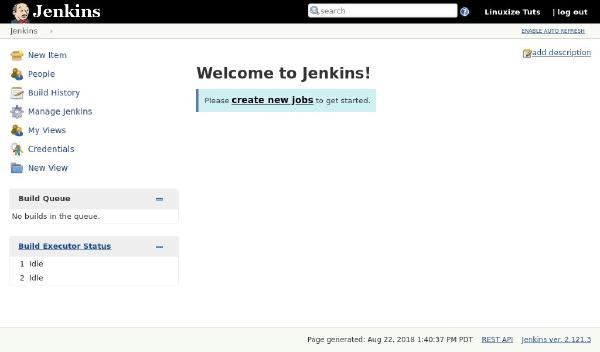 Jenkins
search
Linuxize Tuts
| log out
Jenkins ›
ENABLE AUTO REFRESH
New Item
People
Build History
Manage Jenkins
My Views
Credentials
New View
Build Queue
No builds in the queue.
Build Executor Status
1 Idle
2 Idle
add description
Welcome to Jenkins!
Please create new jobs to get started.
Page generated: Aug 22, 2018 1:40:37 PM PDT
REST API
Jenkins ver. 2.121.3